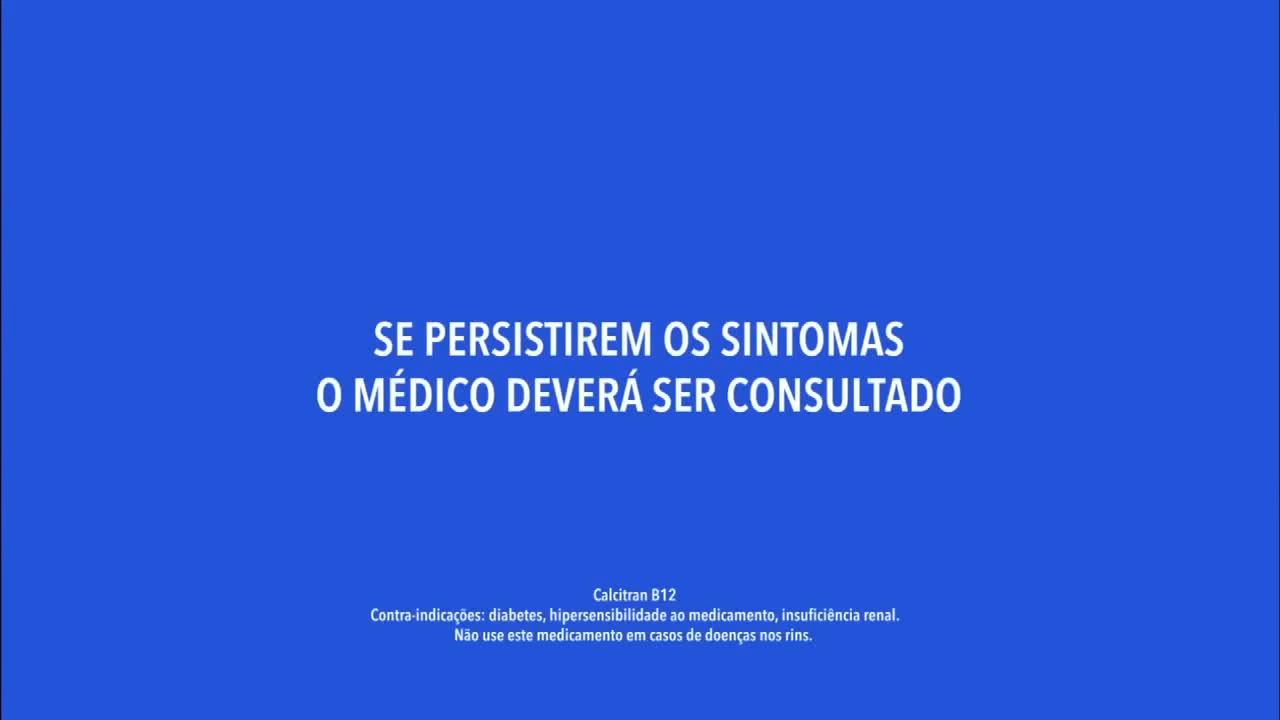 SE PERSISTIREM OS SINTOMAS
O MÉDICO DEVERÁ SER CONSULTADO
Calcitran B12
Contra-indicações: diabetes, hipersensibilidade ao medicamento, insuficiência renal.
Não use este medicamento em casos de doenças nos rins.